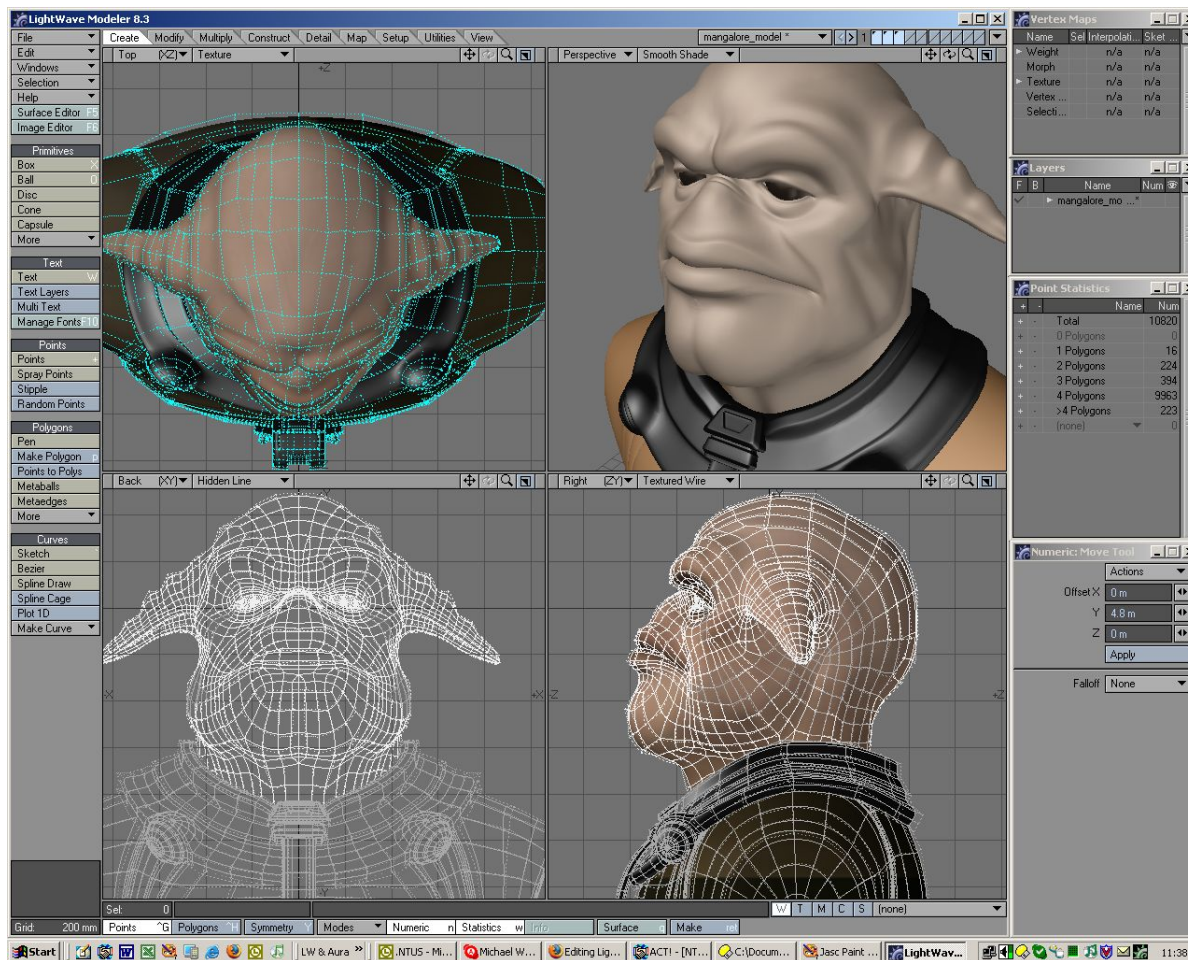 LightWave Modeler 8.3
File
Edit
Windows
Selection
Help
Surface Editor F5
Image Editor F6
Primitives
Box X
Ball O
Disc
Cone
Capsule
More
Text
Text W
Text Layers
Multi Text
Manage Fonts F10
Points
Points +
Spray Points
Stipple
Random Points
Polygons
Pen
Make Polygon p
Points to Polys
Metaballs
Metaedges
More
Curves
Sketch
Bezier
Spline Draw
Spline Cage
Plot 1D
Make Curve
Create Modify Multiply Construct Detail Map Setup Utilities View
mangalore_model * 1
Top (XZ) Texture
+Z
Perspective Smooth Shade
Back (XY) Hidden Line
-X +X
-Y
Right (ZY) Textured Wire
-Z +Z
Vertex Maps
Name Sel Interpolati... Sket ...
Weight n/a n/a
Morph n/a n/a
Texture n/a n/a
Vertex ... n/a n/a
Selecti... n/a n/a
Layers
F B Name Num
mangalore_mo ...*
Point Statistics
+ - Name Num
+ - Total 10820
+ - 0 Polygons 0
+ - 1 Polygons 16
+ - 2 Polygons 224
+ - 3 Polygons 394
+ - 4 Polygons 9963
+ - >4 Polygons 223
+ - (none) 0
Numeric: Move Tool
Actions
Offset X 0 m
Y 4.8 m
Z 0 m
Apply
Falloff None
Sel: 0
W T M C S (none)
Grid: 200 mm Points ^G Polygons ^H Symmetry Y Modes Numeric n Statistics w Info Surface q Make ret
Start LW & Aura » .NTUS - Mi... Michael W... Editing Lig... ACT! - [NT... C:\Docum... Jasc Paint ... LightWav... 11:38